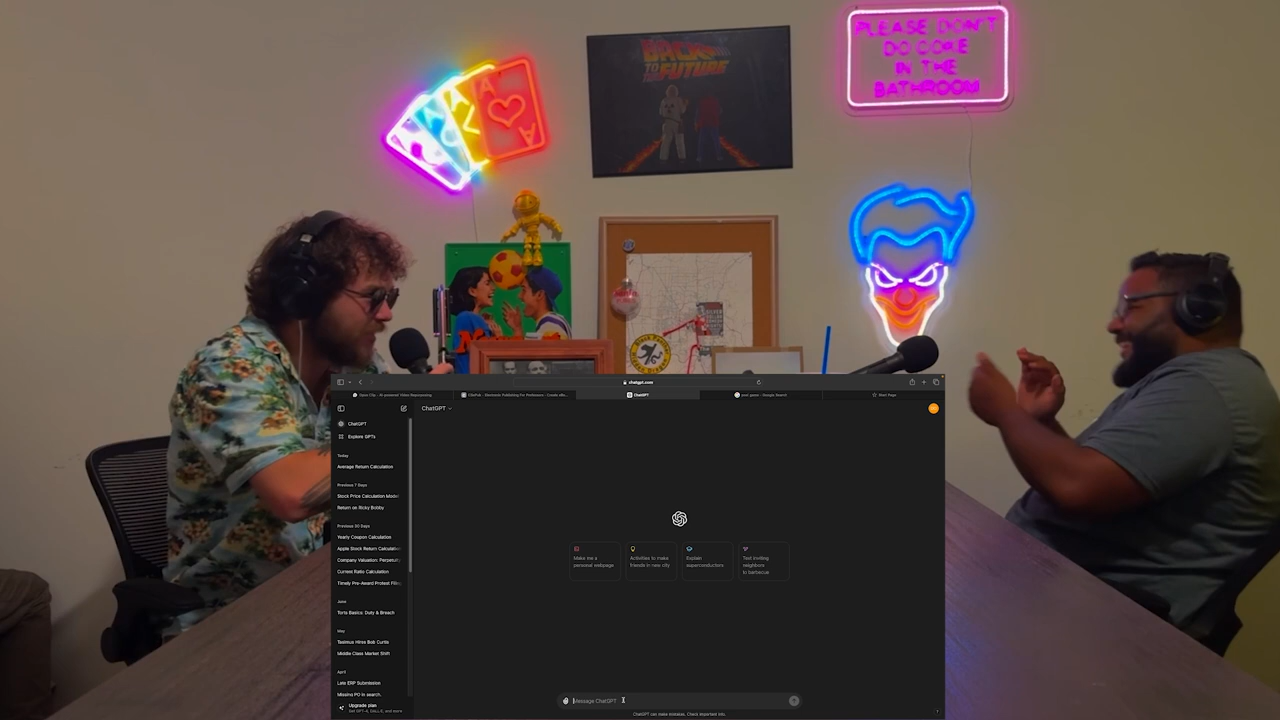 PLEASE DON'T
DO COKE
IN THE
BATHROOM
BACK
TO THE
FUTURE
A
A
chatgpt.com
ChatGPT
ChatGPT
ChatGPT
Explore GPTs
Today
Average Return Calculation
Previous 7 Days
Stock Price Calculation Model
Return on Ricky Bobby
Previous 30 Days
Yearly Coupon Calculation
Apple Stock Return Calculation
Company Valuation: Perpetuity
Current Ratio Calculation
Timely Pre-Award Protest Filing
June
Torts Basics: Duty & Breach
May
Tasimus Hires Bob Curtis
Middle Class Market Shift
April
Late ERP Submission
Missing PO in search.
Upgrade plan
Make me a
personal webpage
Activities to make
friends in new city
Explain
superconductors
Text inviting
neighbors
to barbecue
Message ChatGPT
ChatGPT can make mistakes. Check important info.